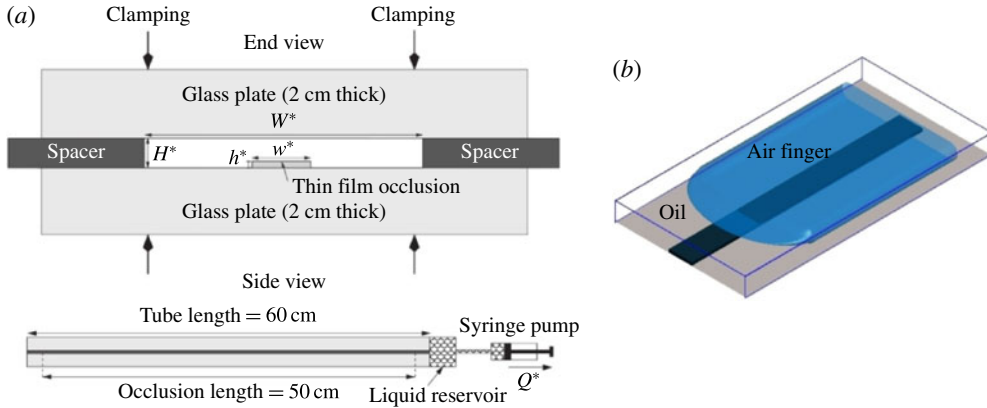 (a)
Clamping
Clamping
End view
Glass plate (2 cm thick)
W*
Spacer
H*
h*
w*
Spacer
Thin film occlusion
Glass plate (2 cm thick)
Side view
Tube length = 60 cm
Syringe pump
Occlusion length = 50 cm
Liquid reservoir
Q*
(b)
Air finger
Oil